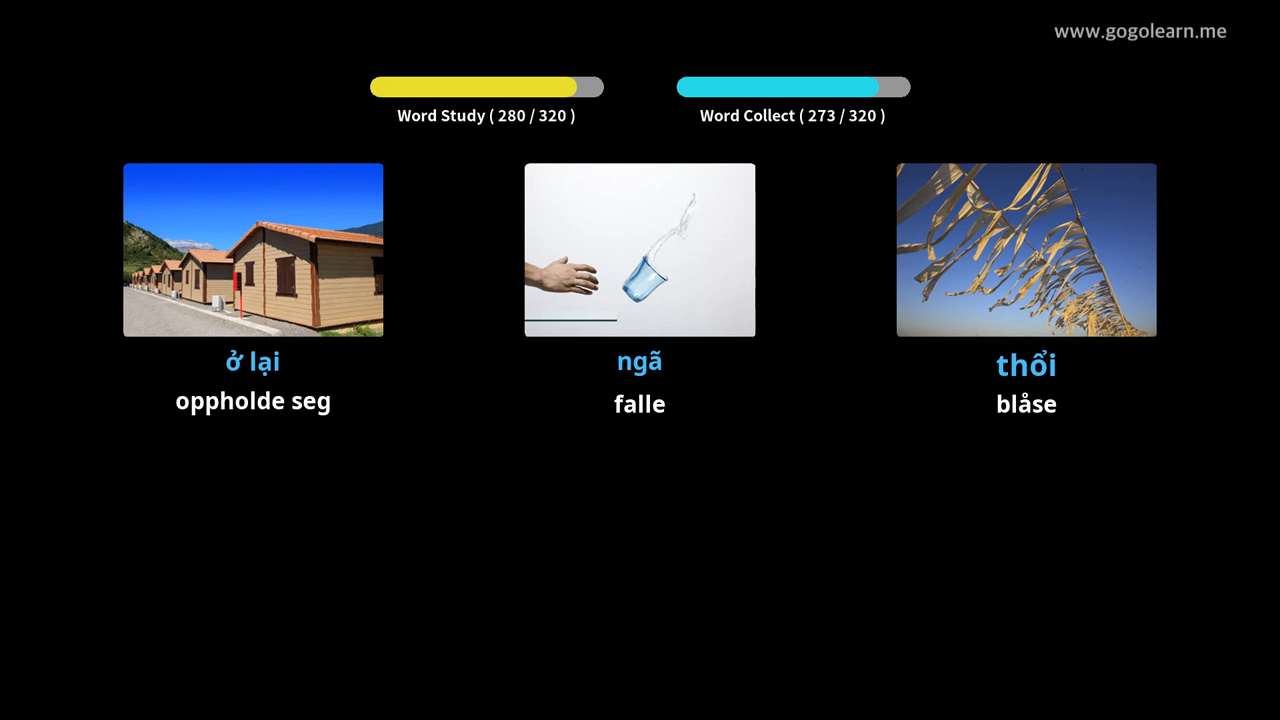 www.gogolearn.me
Word Study ( 280 / 320 )
Word Collect ( 273 / 320 )
ở lại
oppholde seg
ngã
falle
thổi
blåse